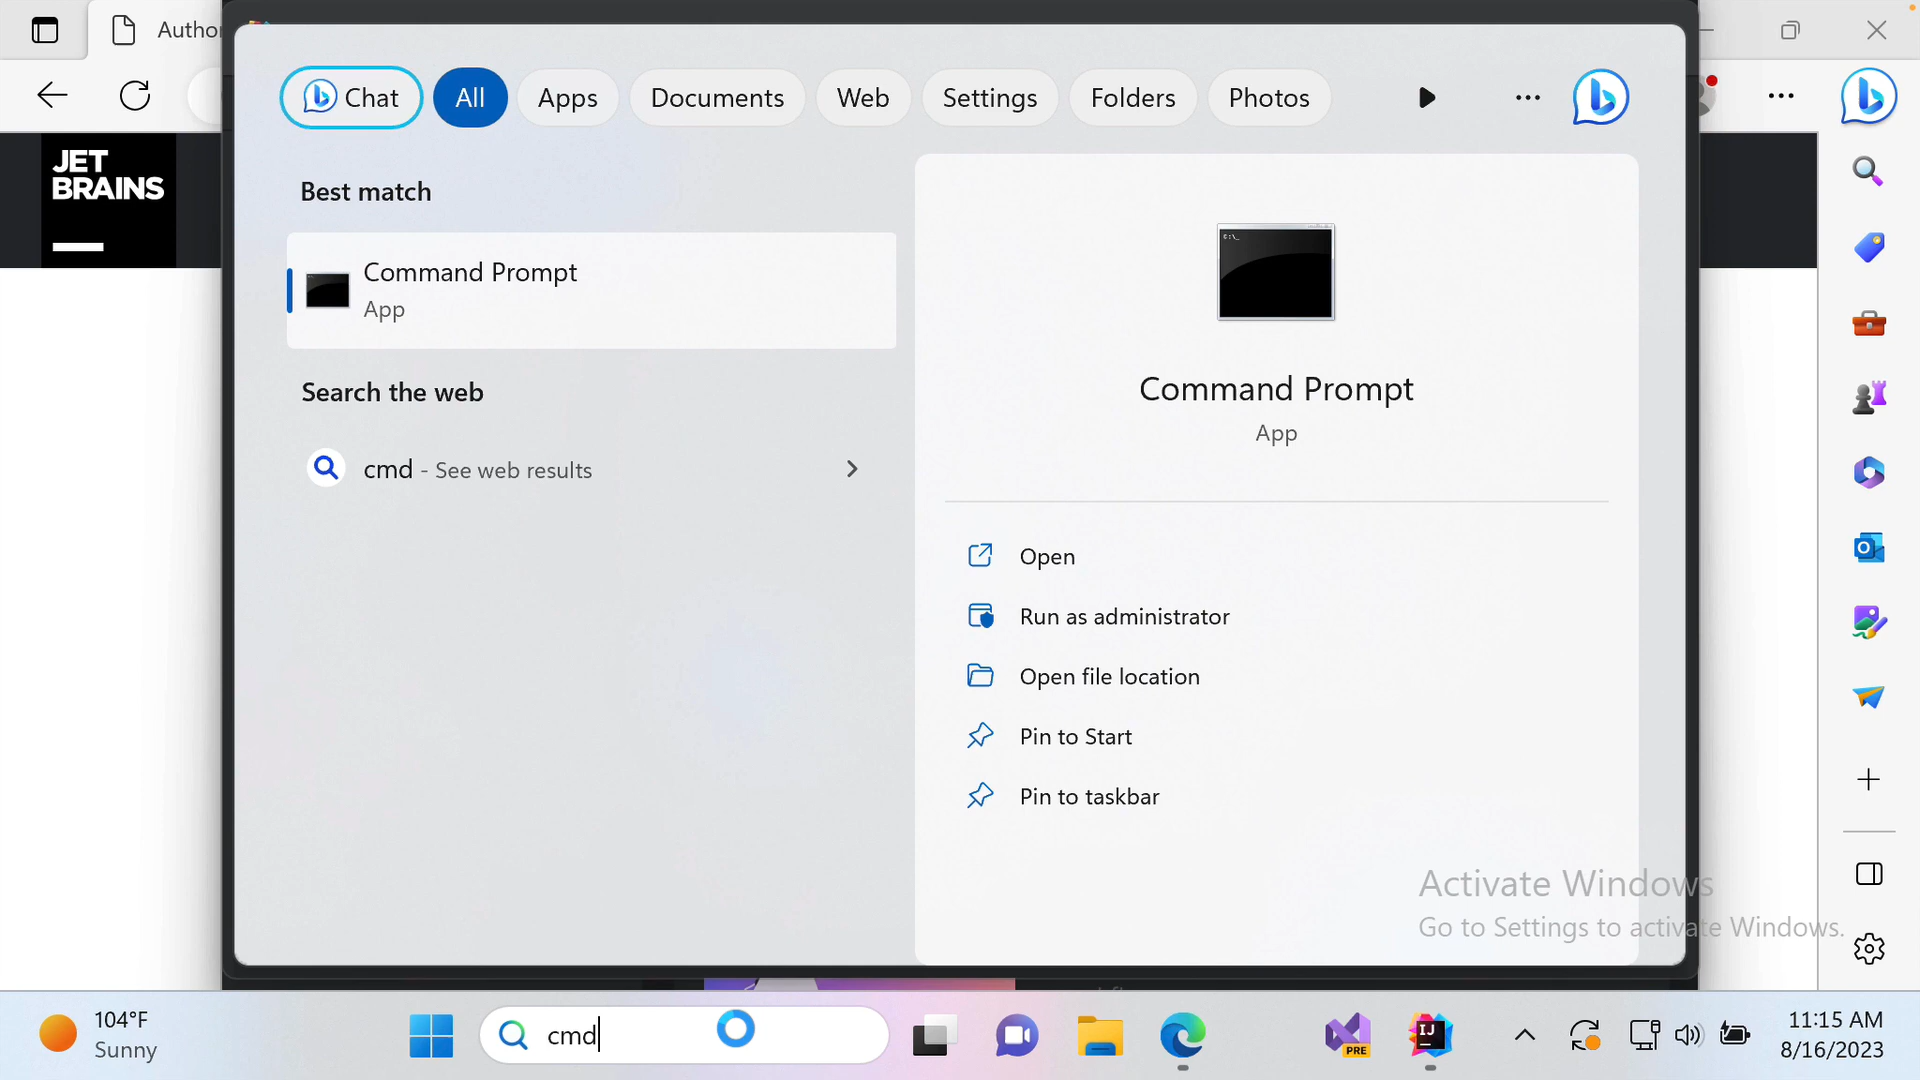 Author
JET
BRAINS
Chat
All
Apps
Documents
Web
Settings
Folders
Photos
Best match
Command Prompt
App
Search the web
cmd - See web results
Command Prompt
App
Open
Run as administrator
Open file location
Pin to Start
Pin to taskbar
Activate Windows
Go to Settings to activate Windows.
104°F
Sunny
cmd
PRE
IJ
11:15 AM
8/16/2023